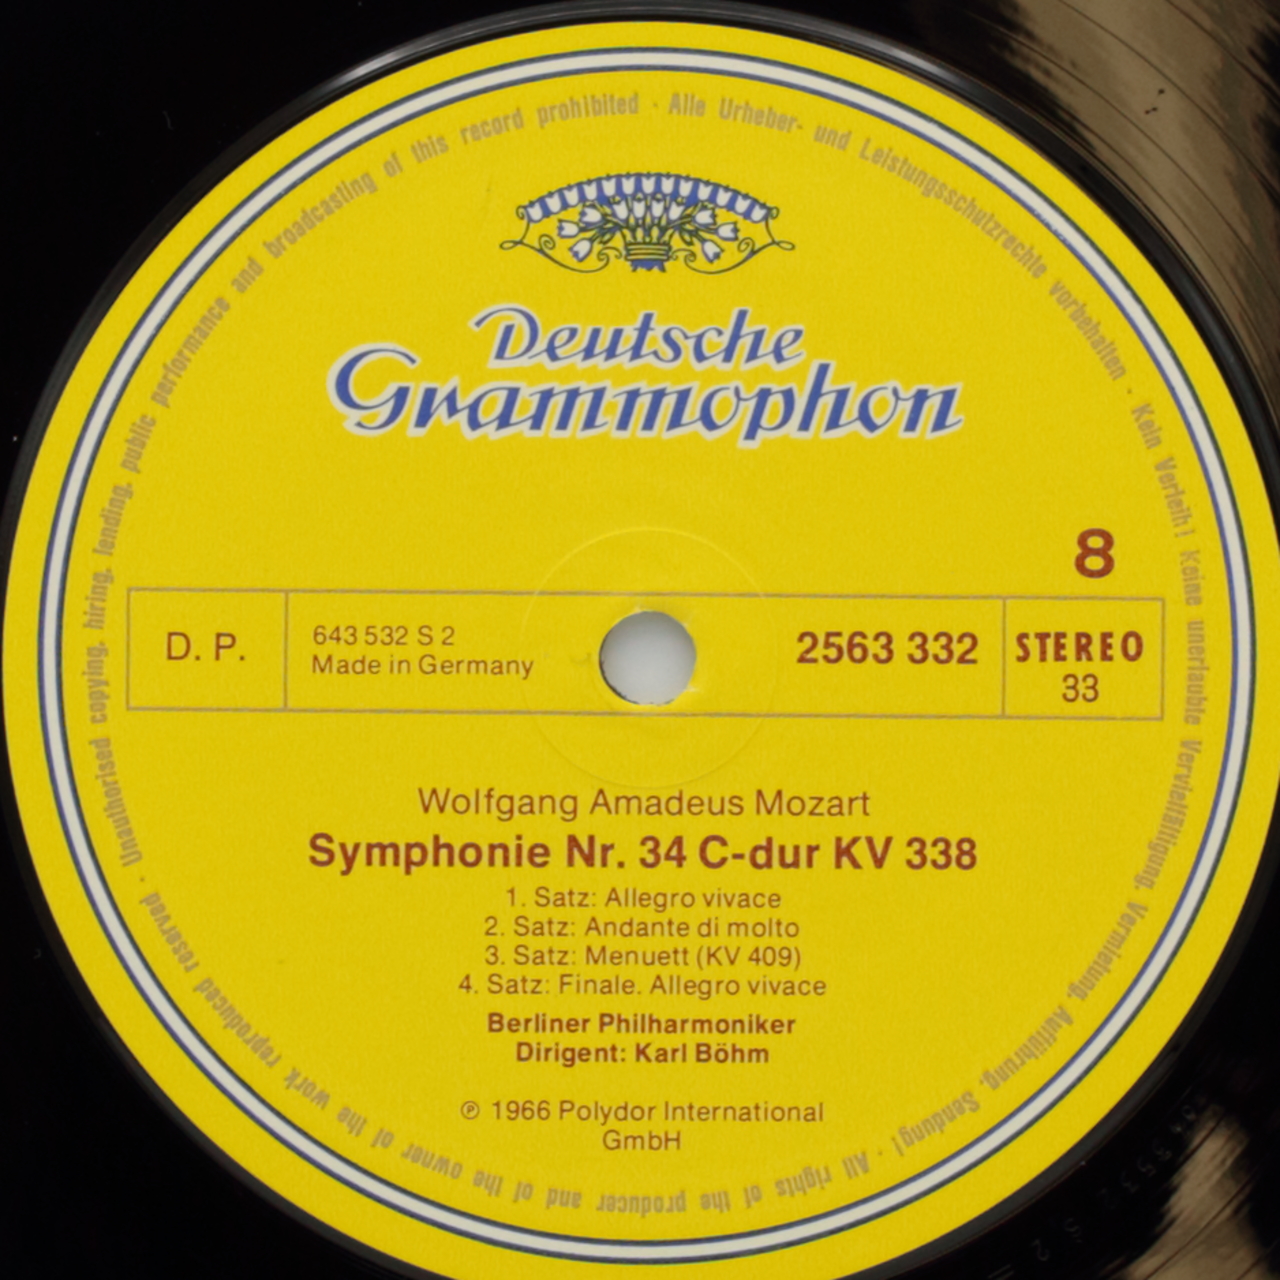 Unauthorised copying, hiring, lending, public performance and broadcasting of this record prohibited · Alle Urheber- und Leistungsschutzrechte vorbehalten · Kein Verleih! Keine unerlaubte Vervielfältigung, Vermietung, Aufführung, Sendung! · All rights of the producer and of the owner of the work reproduced reserved ·
Deutsche
Grammophon
8
D. P.
643 532 S 2
Made in Germany
2563 332
STEREO
33
Wolfgang Amadeus Mozart
Symphonie Nr. 34 C-dur KV 338
1. Satz: Allegro vivace
2. Satz: Andante di molto
3. Satz: Menuett (KV 409)
4. Satz: Finale. Allegro vivace
Berliner Philharmoniker
Dirigent: Karl Böhm
℗ 1966 Polydor International
GmbH